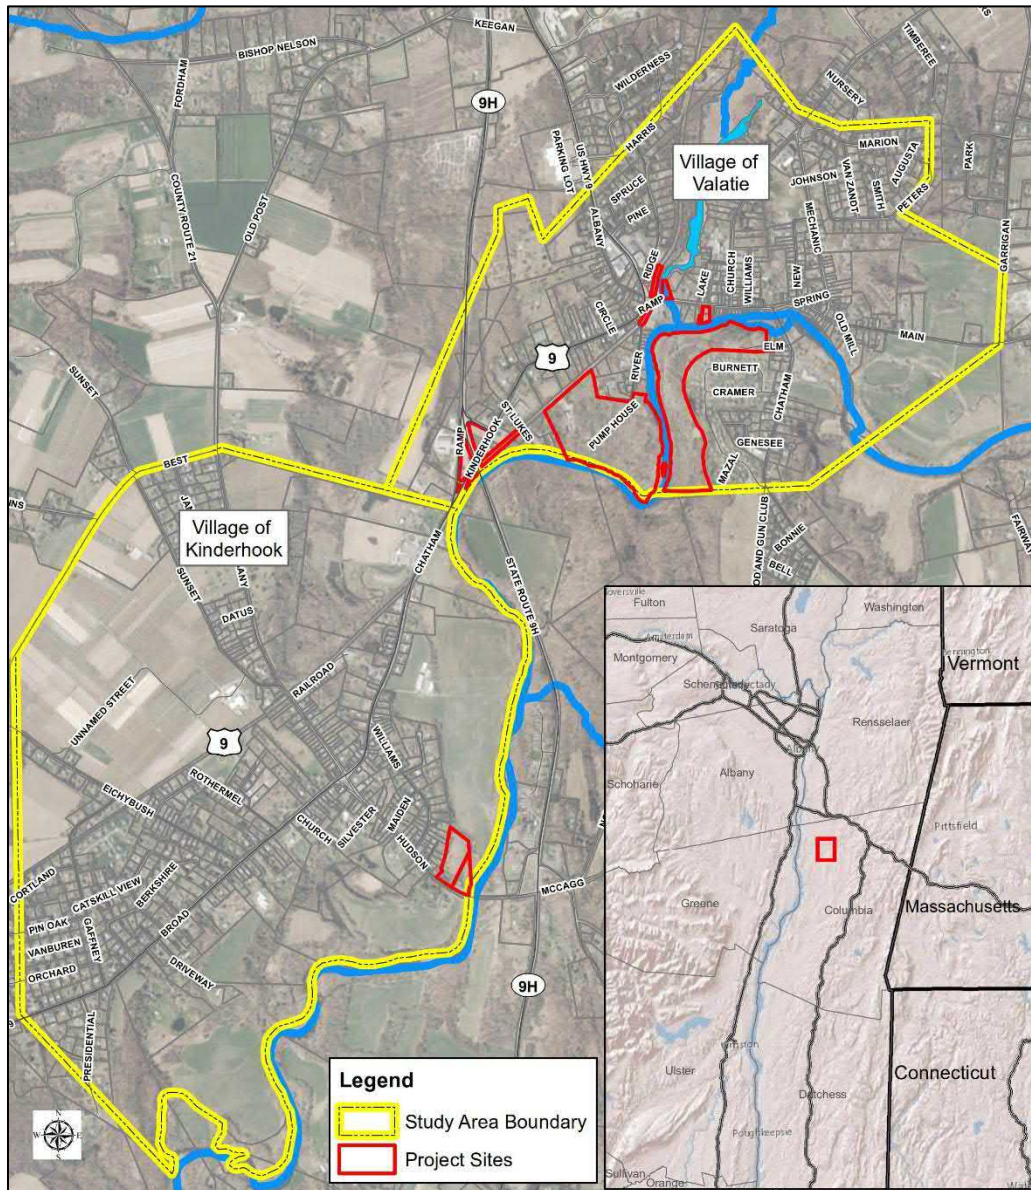 KEEGAN
BISHOP NELSON
FORDHAM
9H
WILDERNESS
TIMBEREE
NURSERY
HARRIS
US HWY 9
PARKING LOT
Village of
Valatie
MARION
AUGUSTA
PARK
COUNTY ROUTE 21
OLD POST
ALBANY
SPRUCE
PINE
JOHNSON
VAN ZANDT
SMITH
PETERS
MECHANIC
GARRIGAN
RIDGE
LAKE
CHURCH
WILLIAMS
NEW
SPRING
RAMP
CIRCLE
OLD MILL
MAIN
9
RIVER
ELM
BURNETT
CRAMER
CHATHAM
SUNSET
ST LUKES
PUMP HOUSE
RAMP
KINDERHOOK
GENESEE
MAZAL
BEST
Village of
Kinderhook
CHATHAM
STATE ROUTE 9H
BONNIE
BELL
SUNSET
DATUS
RAILROAD
UNNAMED STREET
9
WILLIAMS
EICHYBUSH
ROTHERMEL
CHURCH
SILVESTER
MAIDEN
HUDSON
MCCAGG
CORTLAND
CATSKILL VIEW
BERKSHIRE
PIN OAK
VANBUREN
GAFFNEY
BROAD
ORCHARD
DRIVEWAY
9H
PRESIDENTIAL
Legend
Study Area Boundary
Project Sites
N
W E
S
Fulton
Washington
Saratoga
Amsterdam
Montgomery
Vermont
Rensselaer
Albany
Schoharie
Pittsfield
Massachusetts
Greene
Columbia
Ulster
Connecticut
Dutchess
Poughkeepsie
Sullivan
Orange